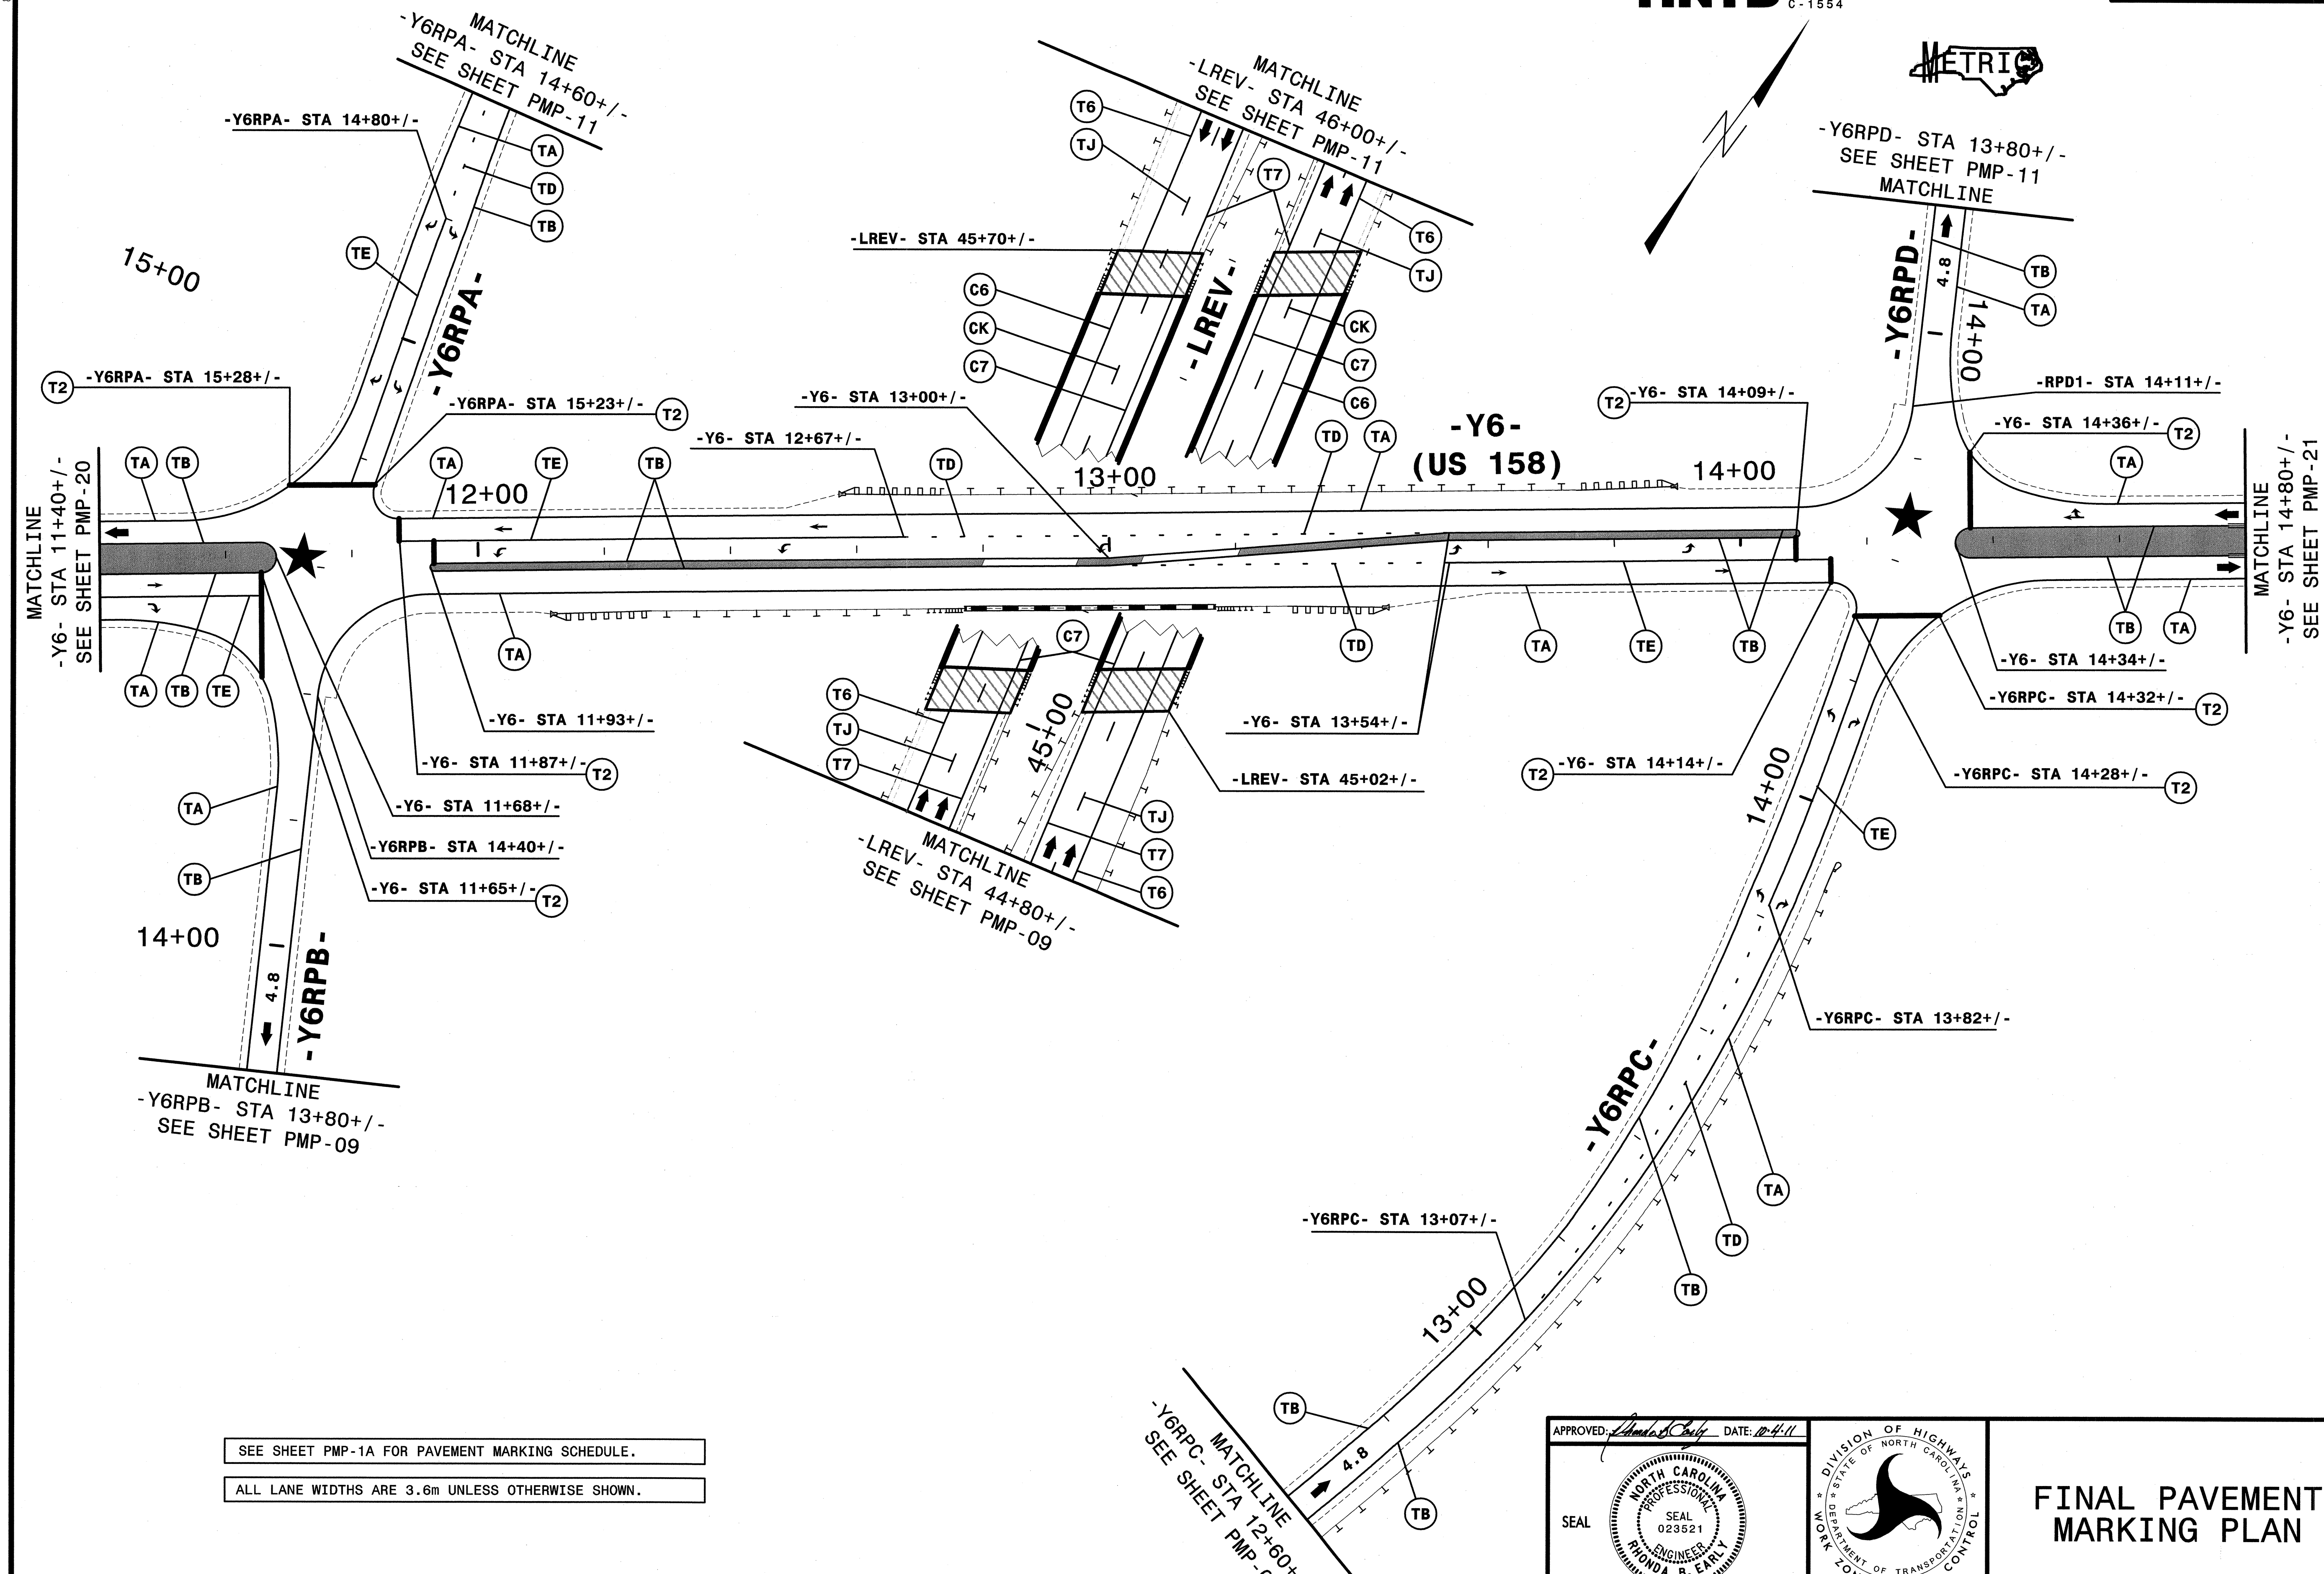 C-1554
METRIC
MATCHLINE
-Y6RPA- STA 14+60+/-
SEE SHEET PMP-11
-Y6RPA- STA 14+80+/-
TA
TD
TB
TE
15+00
-Y6RPA-
T2
-Y6RPA- STA 15+28+/-
-Y6RPA- STA 15+23+/-
T2
MATCHLINE
-LREV- STA 46+00+/-
SEE SHEET PMP-11
T6
TJ
T7
T6
TJ
-LREV- STA 45+70+/-
C6
CK
C7
-LREV-
CK
C7
C6
MATCHLINE
-Y6RPD- STA 13+80+/-
SEE SHEET PMP-11
-Y6RPD-
4.8
TB
TA
14+00
-RPD1- STA 14+11+/-
-Y6- STA 14+36+/-
T2
T2
-Y6- STA 14+09+/-
-Y6- STA 13+00+/-
-Y6- STA 12+67+/-
TD
TA
-Y6-
(US 158)
MATCHLINE
-Y6- STA 11+40+/-
SEE SHEET PMP-20
TA
TB
TA
TE
TB
TD
12+00
13+00
14+00
TA
MATCHLINE
-Y6- STA 14+80+/-
SEE SHEET PMP-21
TA
TB
TE
TA
TD
TA
TE
TB
TB
TA
-Y6- STA 14+34+/-
-Y6RPC- STA 14+32+/-
T2
-Y6- STA 11+93+/-
-Y6- STA 11+87+/-
T2
-Y6- STA 11+68+/-
-Y6RPB- STA 14+40+/-
-Y6- STA 11+65+/-
T2
TA
TB
14+00
4.8
-Y6RPB-
MATCHLINE
-Y6RPB- STA 13+80+/-
SEE SHEET PMP-09
C7
T6
TJ
T7
45+00
-Y6- STA 13+54+/-
-LREV- STA 45+02+/-
TJ
T7
T6
MATCHLINE
-LREV- STA 44+80+/-
SEE SHEET PMP-09
T2
-Y6- STA 14+14+/-
-Y6RPC- STA 14+28+/-
T2
14+00
TE
-Y6RPC- STA 13+82+/-
-Y6RPC-
TA
TD
TB
-Y6RPC- STA 13+07+/-
13+00
TB
4.8
TB
MATCHLINE
-Y6RPC- STA 12+60+
SEE SHEET PMP-
SEE SHEET PMP-1A FOR PAVEMENT MARKING SCHEDULE.
ALL LANE WIDTHS ARE 3.6m UNLESS OTHERWISE SHOWN.
APPROVED: DATE: 10-4-11
SEAL
NORTH CAROLINA
PROFESSIONAL
SEAL
023521
ENGINEER
RHONDA B. EARLY
DIVISION OF HIGHWAYS
STATE OF NORTH CAROLINA
DEPARTMENT OF TRANSPORTATION
WORK CONTROL
FINAL PAVEMENT
MARKING PLAN